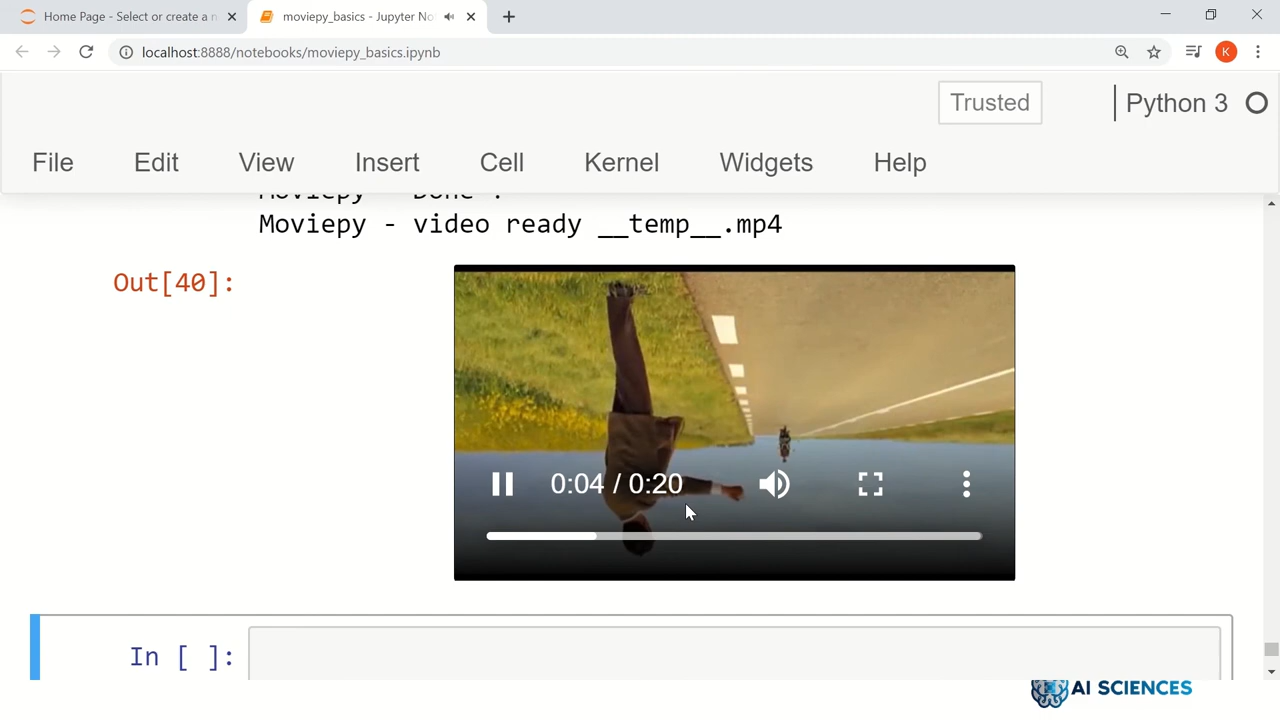 Home Page - Select or create a n
moviepy_basics - Jupyter No
localhost:8888/notebooks/moviepy_basics.ipynb
K
Trusted
Python 3
File Edit View Insert Cell Kernel Widgets Help
Moviepy - Done !
Moviepy - video ready __temp__.mp4
Out[40]:
0:04 / 0:20
In [ ]:
AI SCIENCES